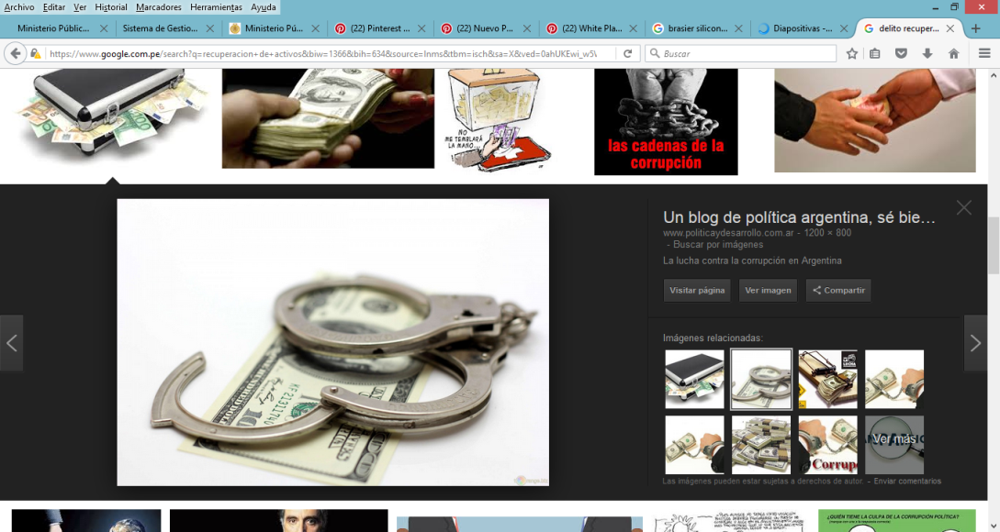 Archivo Editar Ver Historial Marcadores Herramientas Ayuda
Ministerio Públic... Sistema de Gestio... Ministerio Pú... (22) Pinterest ... (22) Nuevo P... (22) White Pla... brasier silicon... Diapositivas -... delito recuper...
https://www.google.com.pe/search?q=recuperacion+de+activos&biw=1366&bih=634&source=lnms&tbm=isch&sa=X&ved=0ahUKEwi_w5\ Buscar
NO ME TEMBLARÁ
LA MANO...
las cadenas de la
corrupción
Un blog de política argentina, sé bie...
www.politicaydesarrollo.com.ar - 1200 × 800
- Buscar por imágenes
La lucha contra la corrupción en Argentina
Visitar página Ver imagen Compartir
Imágenes relacionadas:
Ver más
Corrup
Las imágenes pueden estar sujetas a derechos de autor. - Enviar comentarios
KF21311740
¿QUIÉN TIENE LA CULPA DE LA CORRUPCIÓN POLÍTICA?